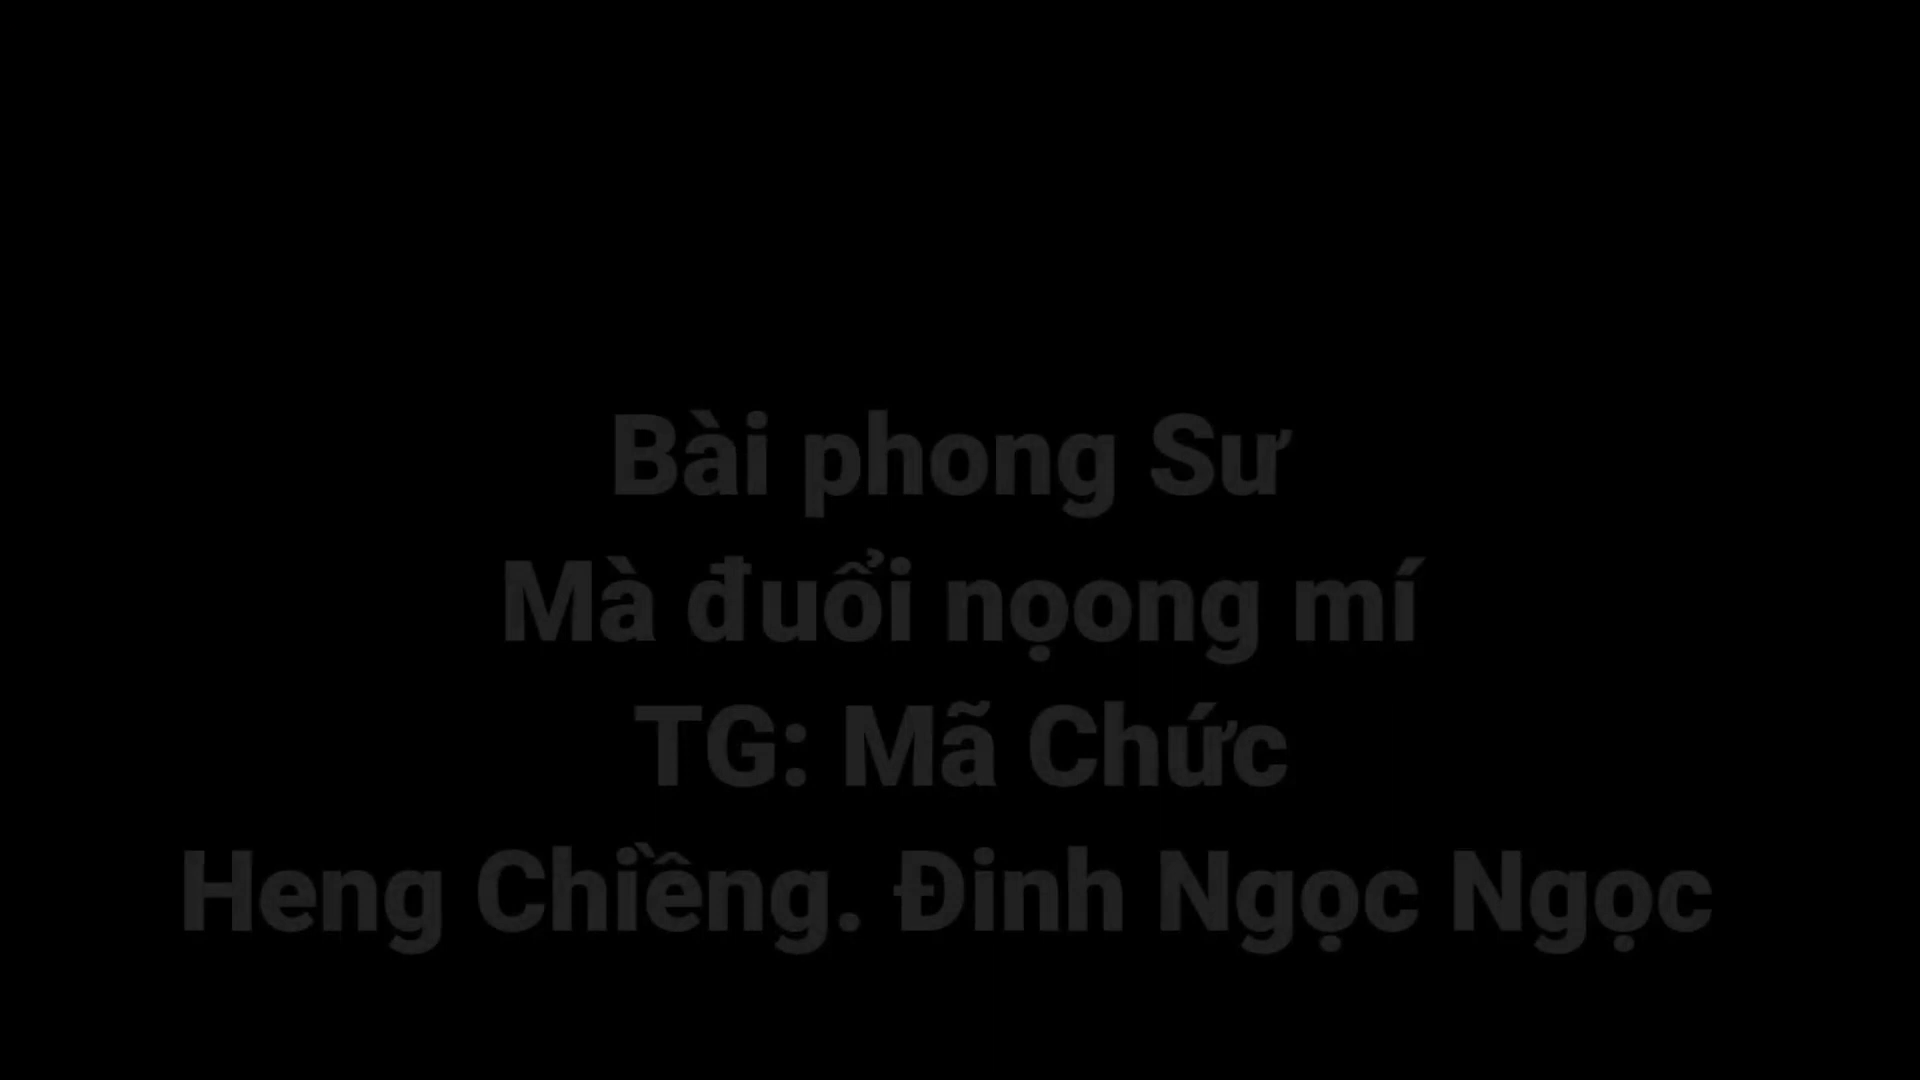 Bài phong Sư
Mà đuổi nọong mí
TG: Mã Chức
Heng Chiềng. Đinh Ngọc Ngọc